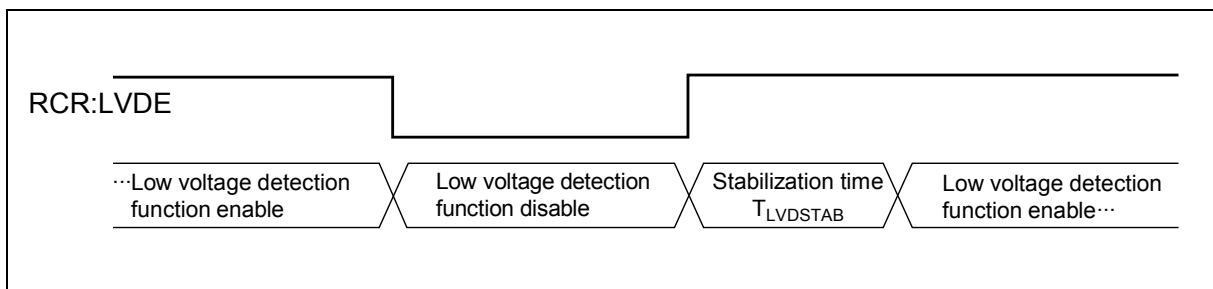 RCR:LVDE
···Low voltage detection
function enable
Low voltage detection
function disable
Stabilization time
TLVDSTAB
Low voltage detection
function enable···